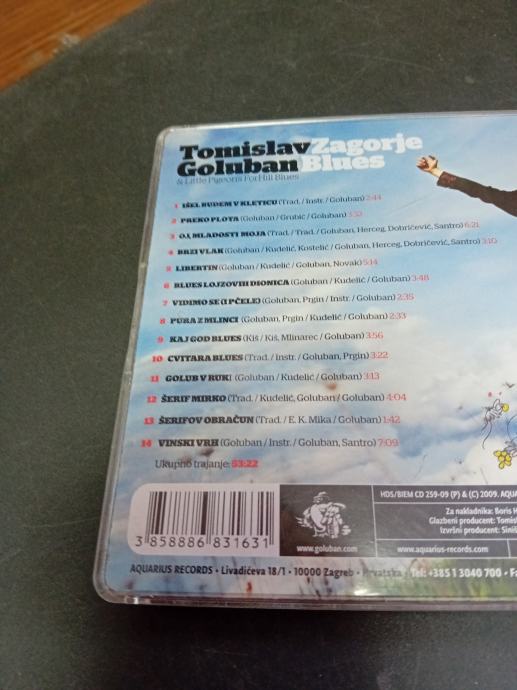 Tomislav Zagorje
Goluban Blues
& Little Pigeons ForHill Blues
1 IŠEL BUDEM V KLETICU (Trad. / Instr. / Goluban) 2:44
2 PREKO PLOTA (Goluban / Grubić / Goluban)
3 OJ, MLADOSTI MOJA (Trad. / Trad. / Goluban, Herceg, Dobričević, Santro) 6:21
4 BRZI VLAK (Goluban / Kudelić, Kostelić / Goluban, Herceg, Dobričević, Santro) 3:10
5 LIBERTIN (Goluban / Kudelić / Goluban, Novak) 5:14
6 BLUES LOJZOVIH DIONICA (Goluban / Kudelić / Goluban) 3:48
7 VIDIMO SE (I PČELE) (Goluban, Prgin / Instr. / Goluban) 2:35
8 PURA Z MLINCI (Goluban, Prgin / Kudelić / Goluban) 2:33
9 KAJ GOD BLUES (Kiš / Kiš, Mlinarec / Goluban) 3:56
10 CVITARA BLUES (Trad. / Instr. / Goluban, Prgin) 3:22
11 GOLUB V RUKI (Goluban / Kudelić / Goluban) 3:13
12 ŠERIF MIRKO (Trad. / Kudelić, Goluban / Goluban) 4:04
13 ŠERIFOV OBRAČUN (Trad. / E. K. Mika / Goluban) 1:42
14 VINSKI VRH (Goluban / Instr. / Goluban, Santro) 7:09
Ukupno trajanje: 53:22
3 858886 831631
www.goluban.com
HDS/BIEM CD 259-09 (P) & (C) 2009. AQUA
Za nakladnika: Boris H
Glazbeni producent: Tomis
Izvršni producent: Siniš
www.aquarius-records.com
AQUARIUS RECORDS • Livadićeva 18/1 • 10000 Zagreb • Hrvatska • Tel: +385 1 3040 700 • Fa